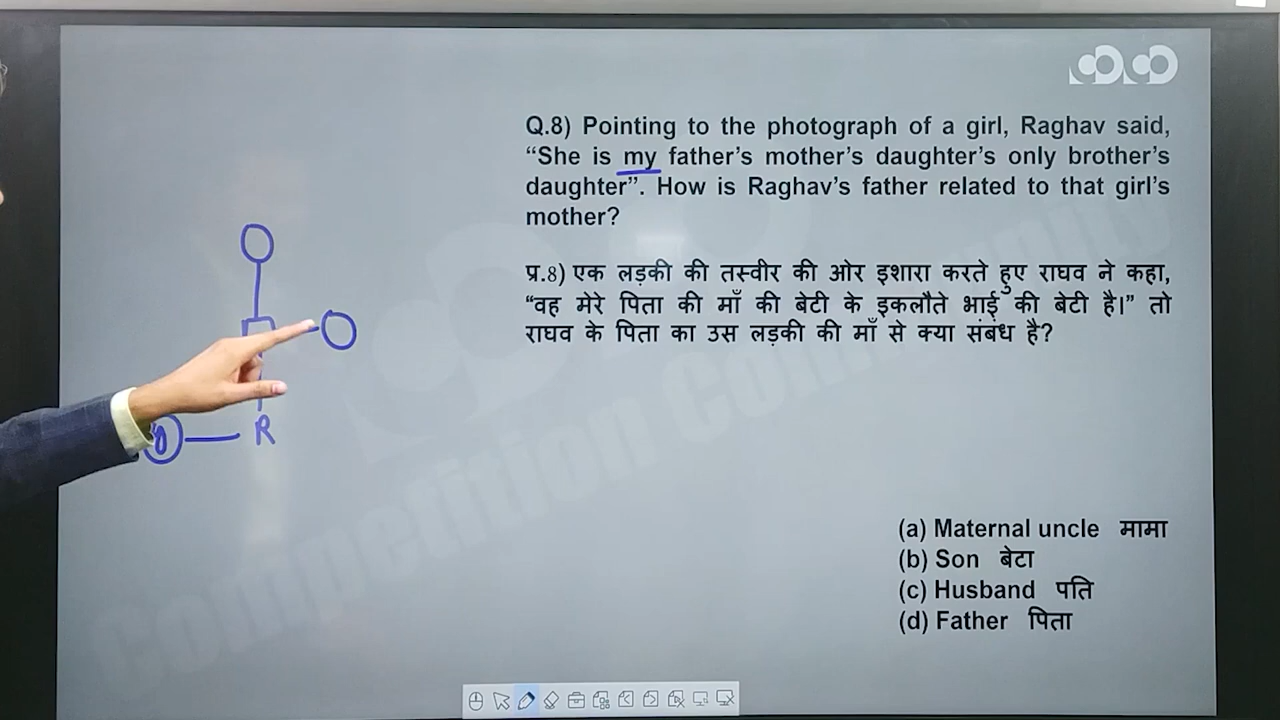 Q.8) Pointing to the photograph of a girl, Raghav said,
“She is my father’s mother’s daughter’s only brother’s
daughter”. How is Raghav’s father related to that girl’s
mother?
प्र.8) एक लड़की की तस्वीर की ओर इशारा करते हुए राघव ने कहा,
“वह मेरे पिता की माँ की बेटी के इकलौते भाई की बेटी है।” तो
राघव के पिता का उस लड़की की माँ से क्या संबंध है?
R
(a) Maternal uncle मामा
(b) Son बेटा
(c) Husband पति
(d) Father पिता
Competition Community